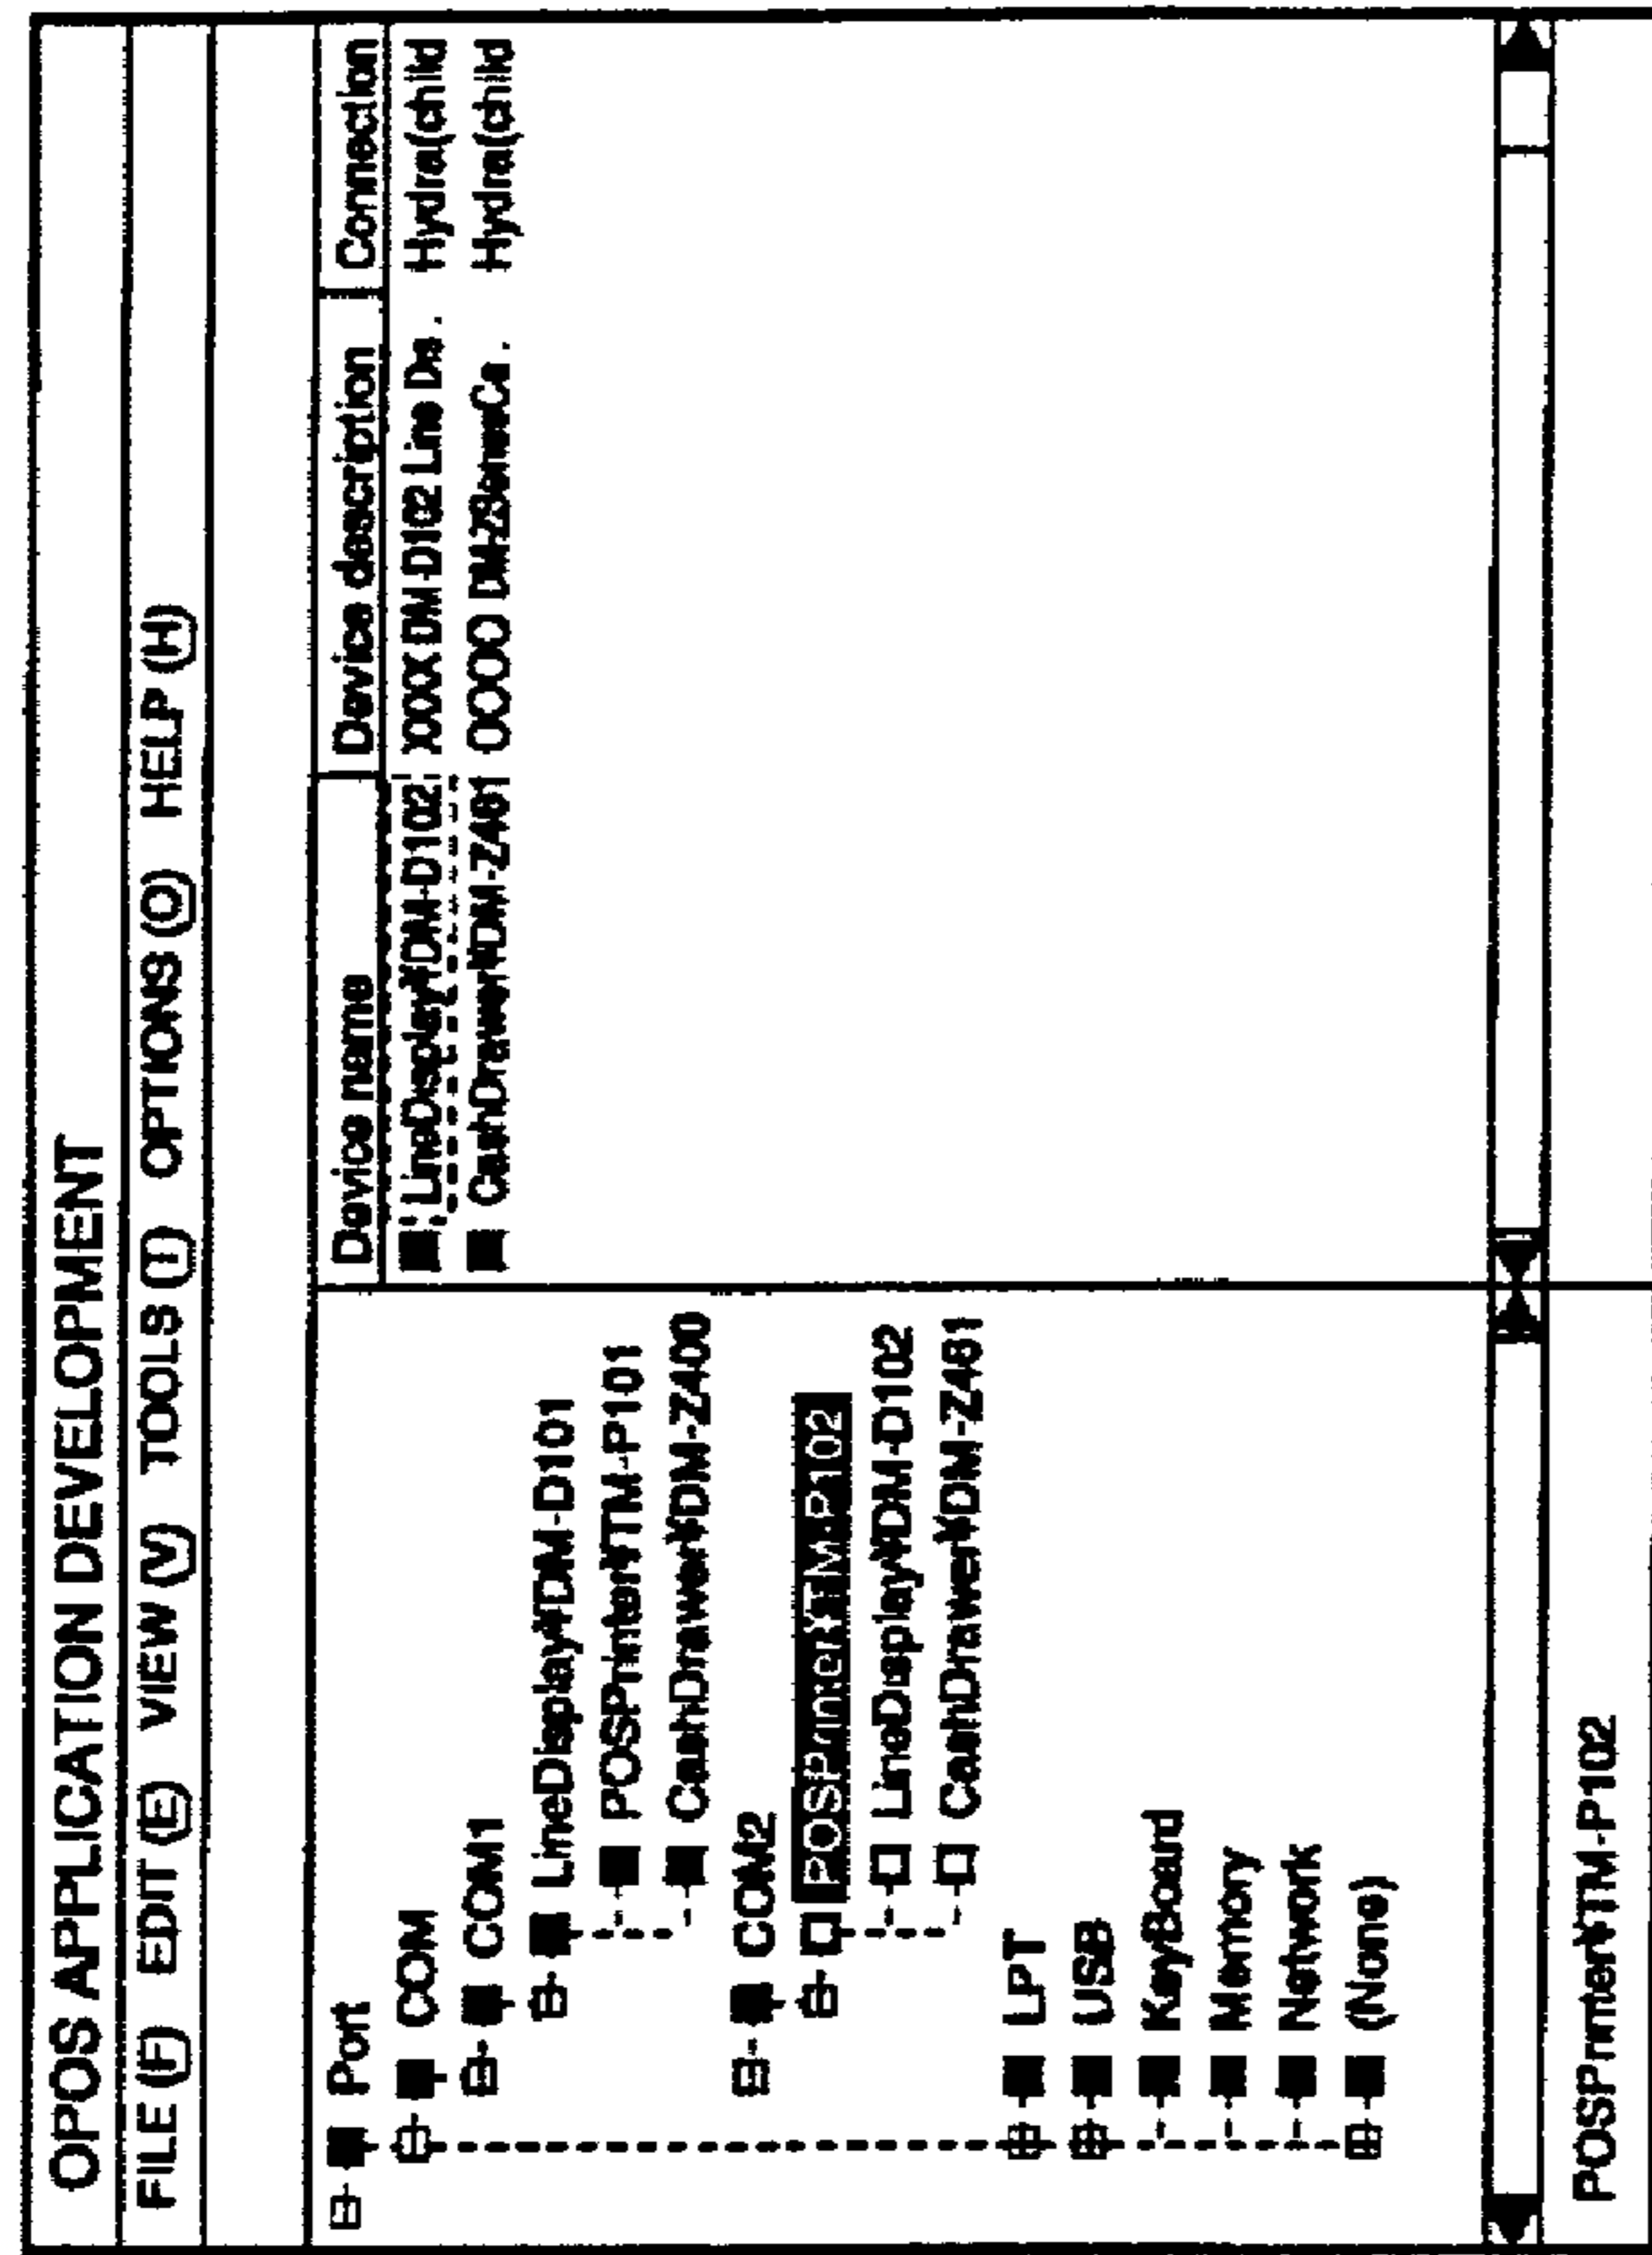 OPOS APPLICATION DEVELOPMENT
FILE (F) EDIT (E) VIEW (V) TOOLS (T) OPTIONS (O) HELP (H)
Port
COM
COM1
LineDisplay¥DM-D101
POSPrinter¥TM-P101
CashDrawer¥DM-Z400
COM2
POSPrinter¥TM-P102
LineDisplay¥DM-D102
CashDrawer¥DM-Z461
LPT
USB
KeyBoard
Memory
Network
(None)
Device name Device description Connection
LineDisplay¥DM-D102 XXXX DM-D102 Line Ds. Hydra(child
CashDrawer¥DM-Z461 OOOO Hydra(child
POSPrinter¥TM-P102